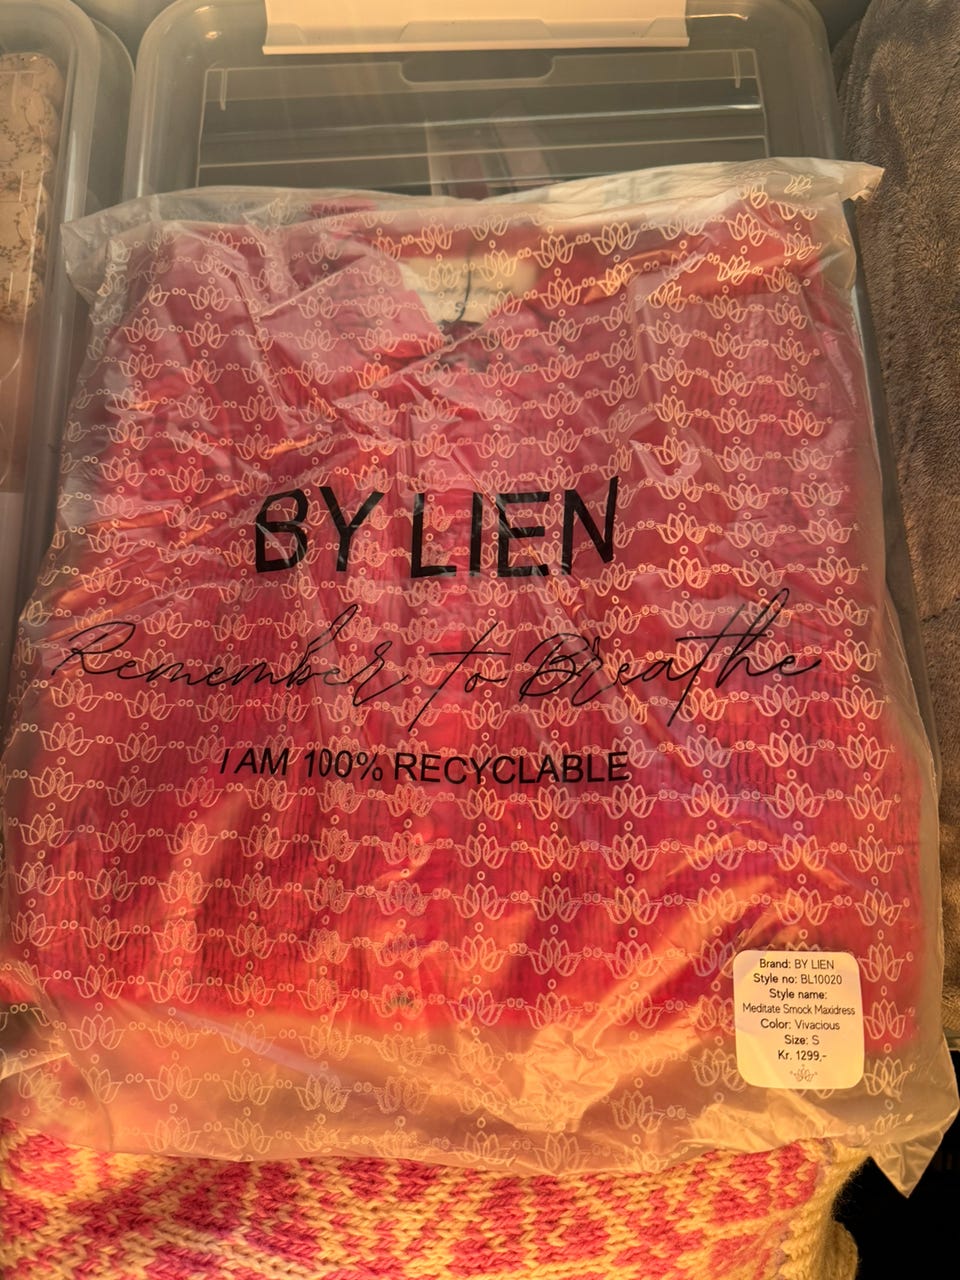 S
BY LIEN
Remember to Breathe
I AM 100% RECYCLABLE
Brand: BY LIEN
Style no: BL10020
Style name:
Meditate Smock Maxidress
Color: Vivacious
Size: S
Kr. 1299,-